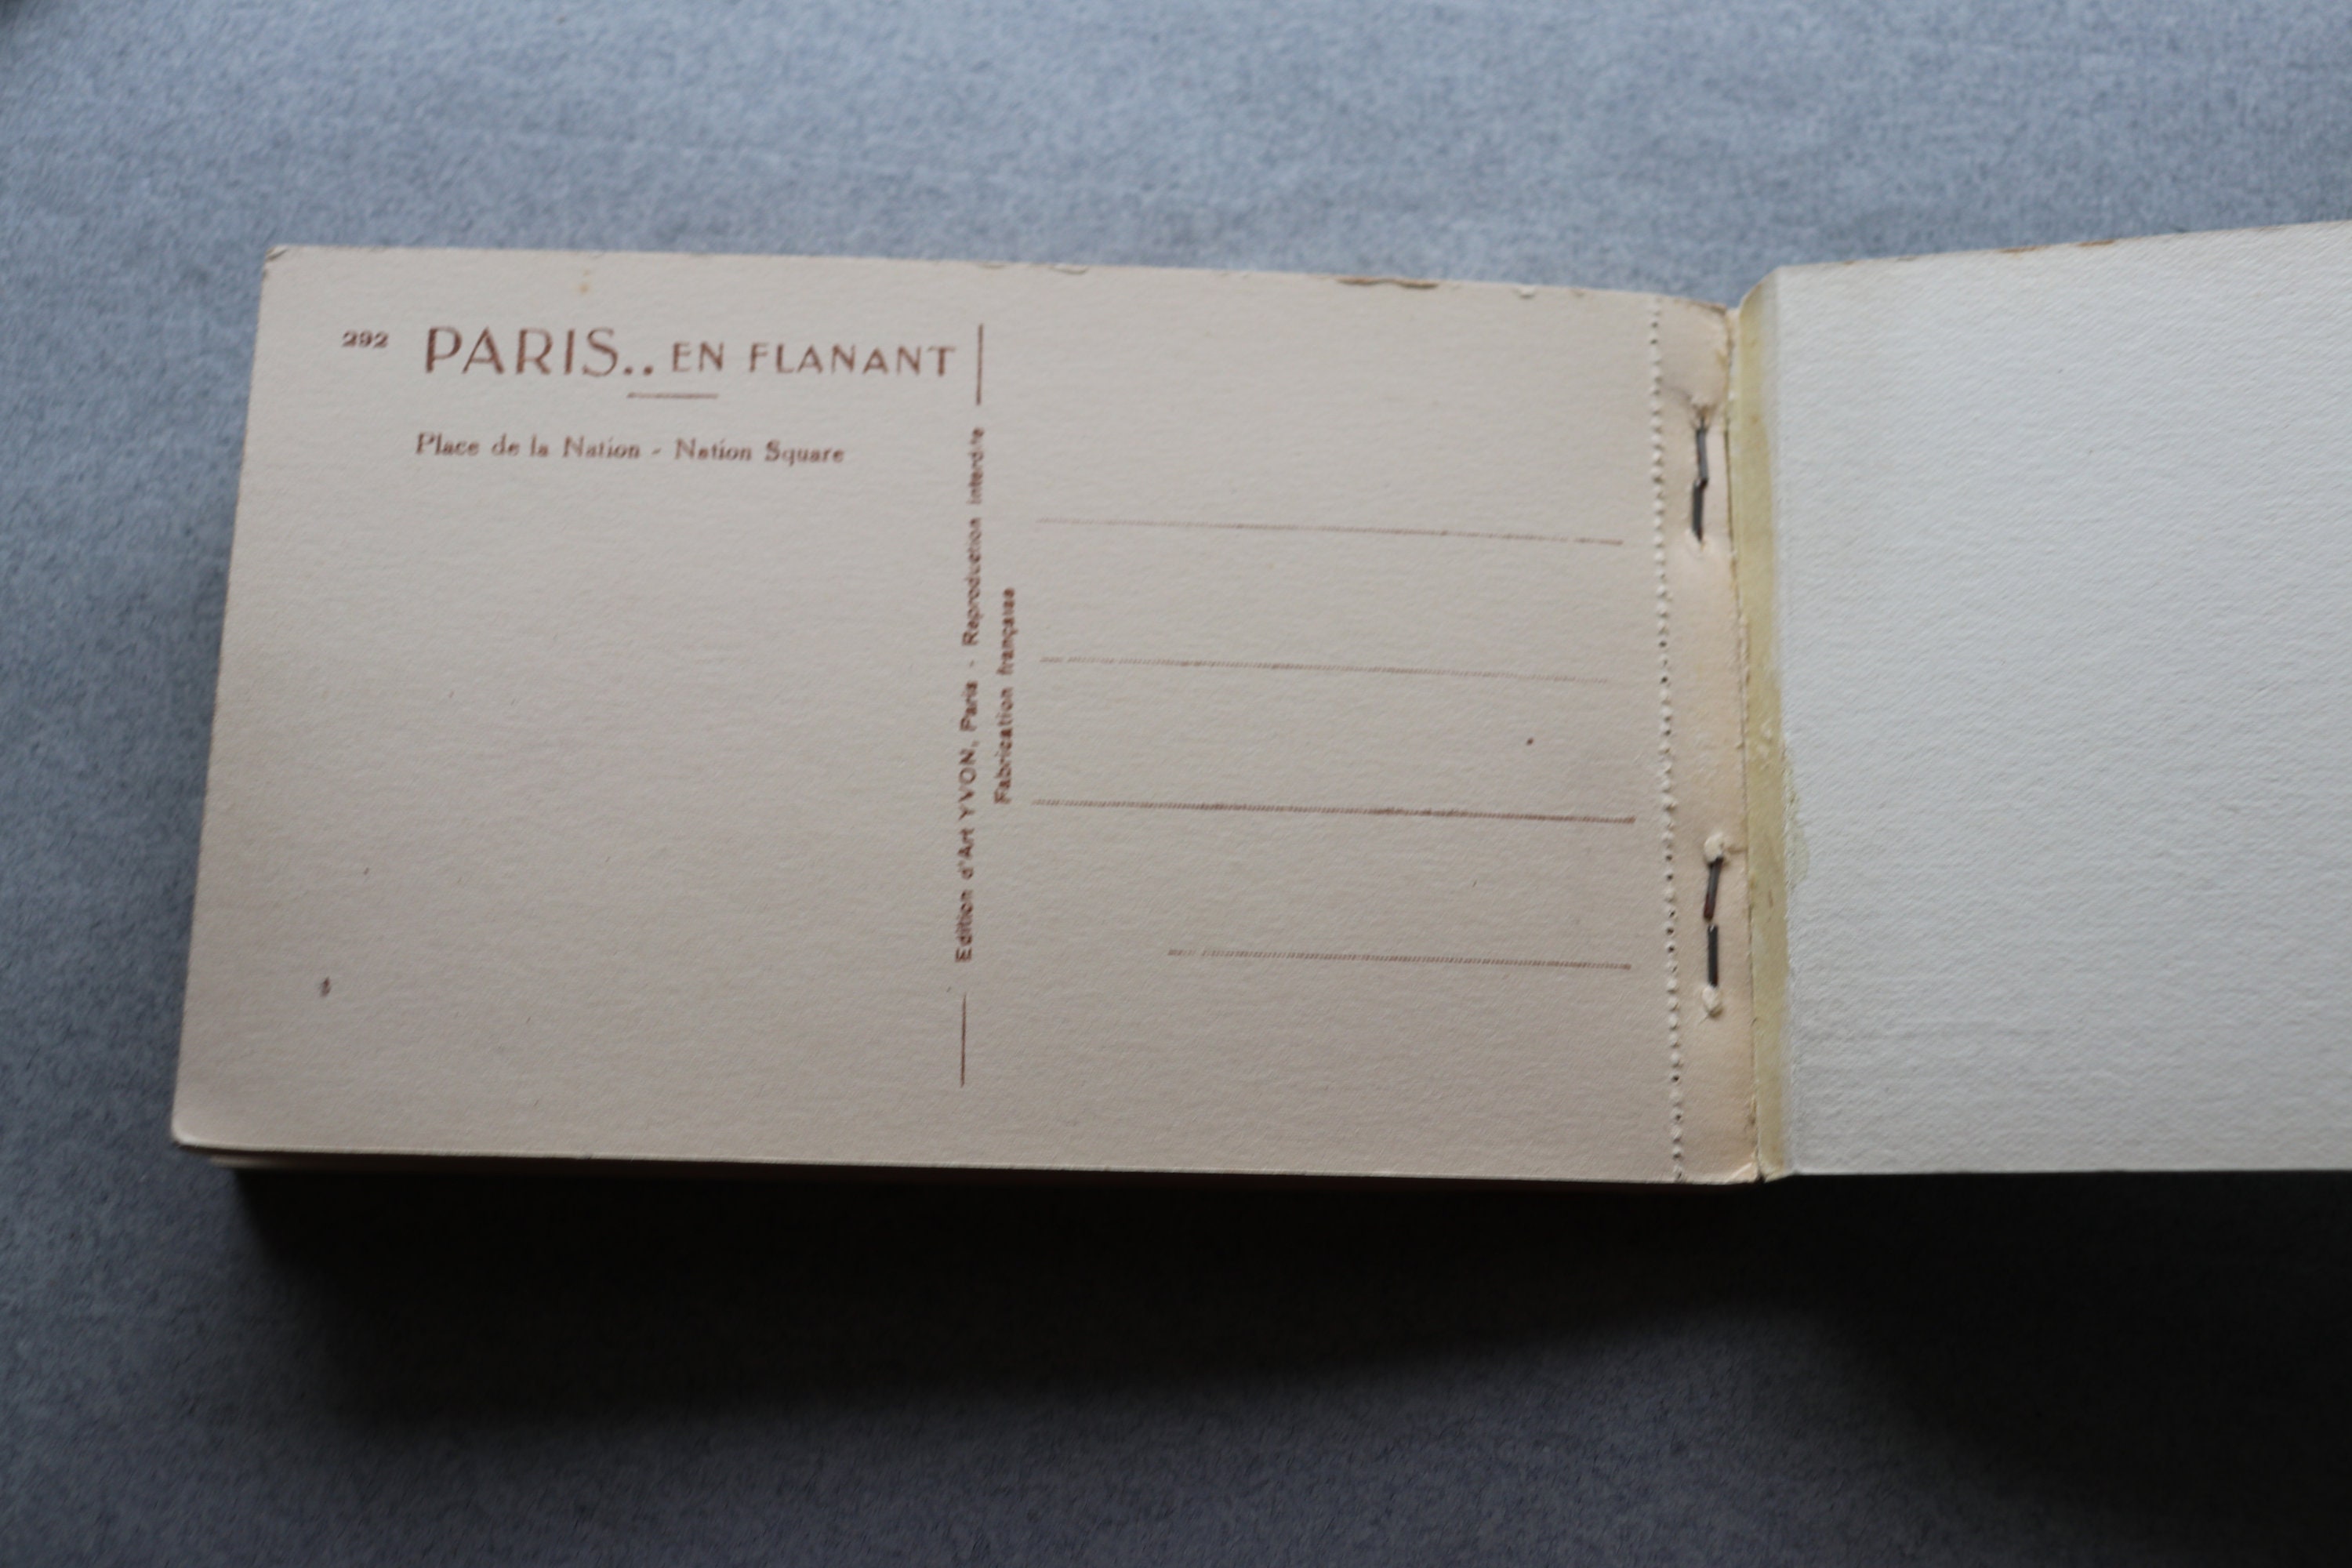 292 PARIS.. EN FLANANT
Place de la Nation - Nation Square
Edition d'Art YVON, Paris - Reproduction interdite
Fabrication française